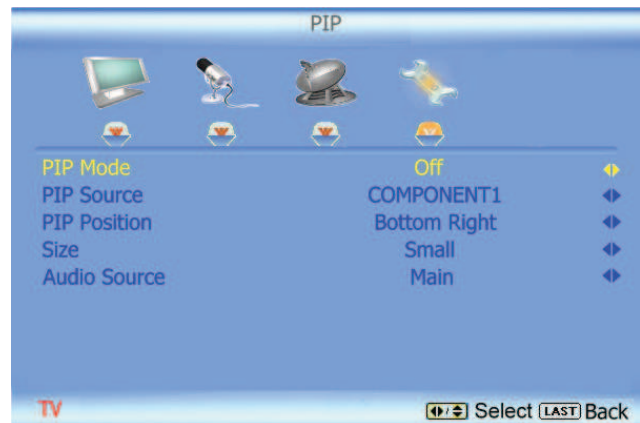 PIP
PIP Mode Off
PIP Source COMPONENT1
PIP Position Bottom Right
Size Small
Audio Source Main
TV Select LAST Back